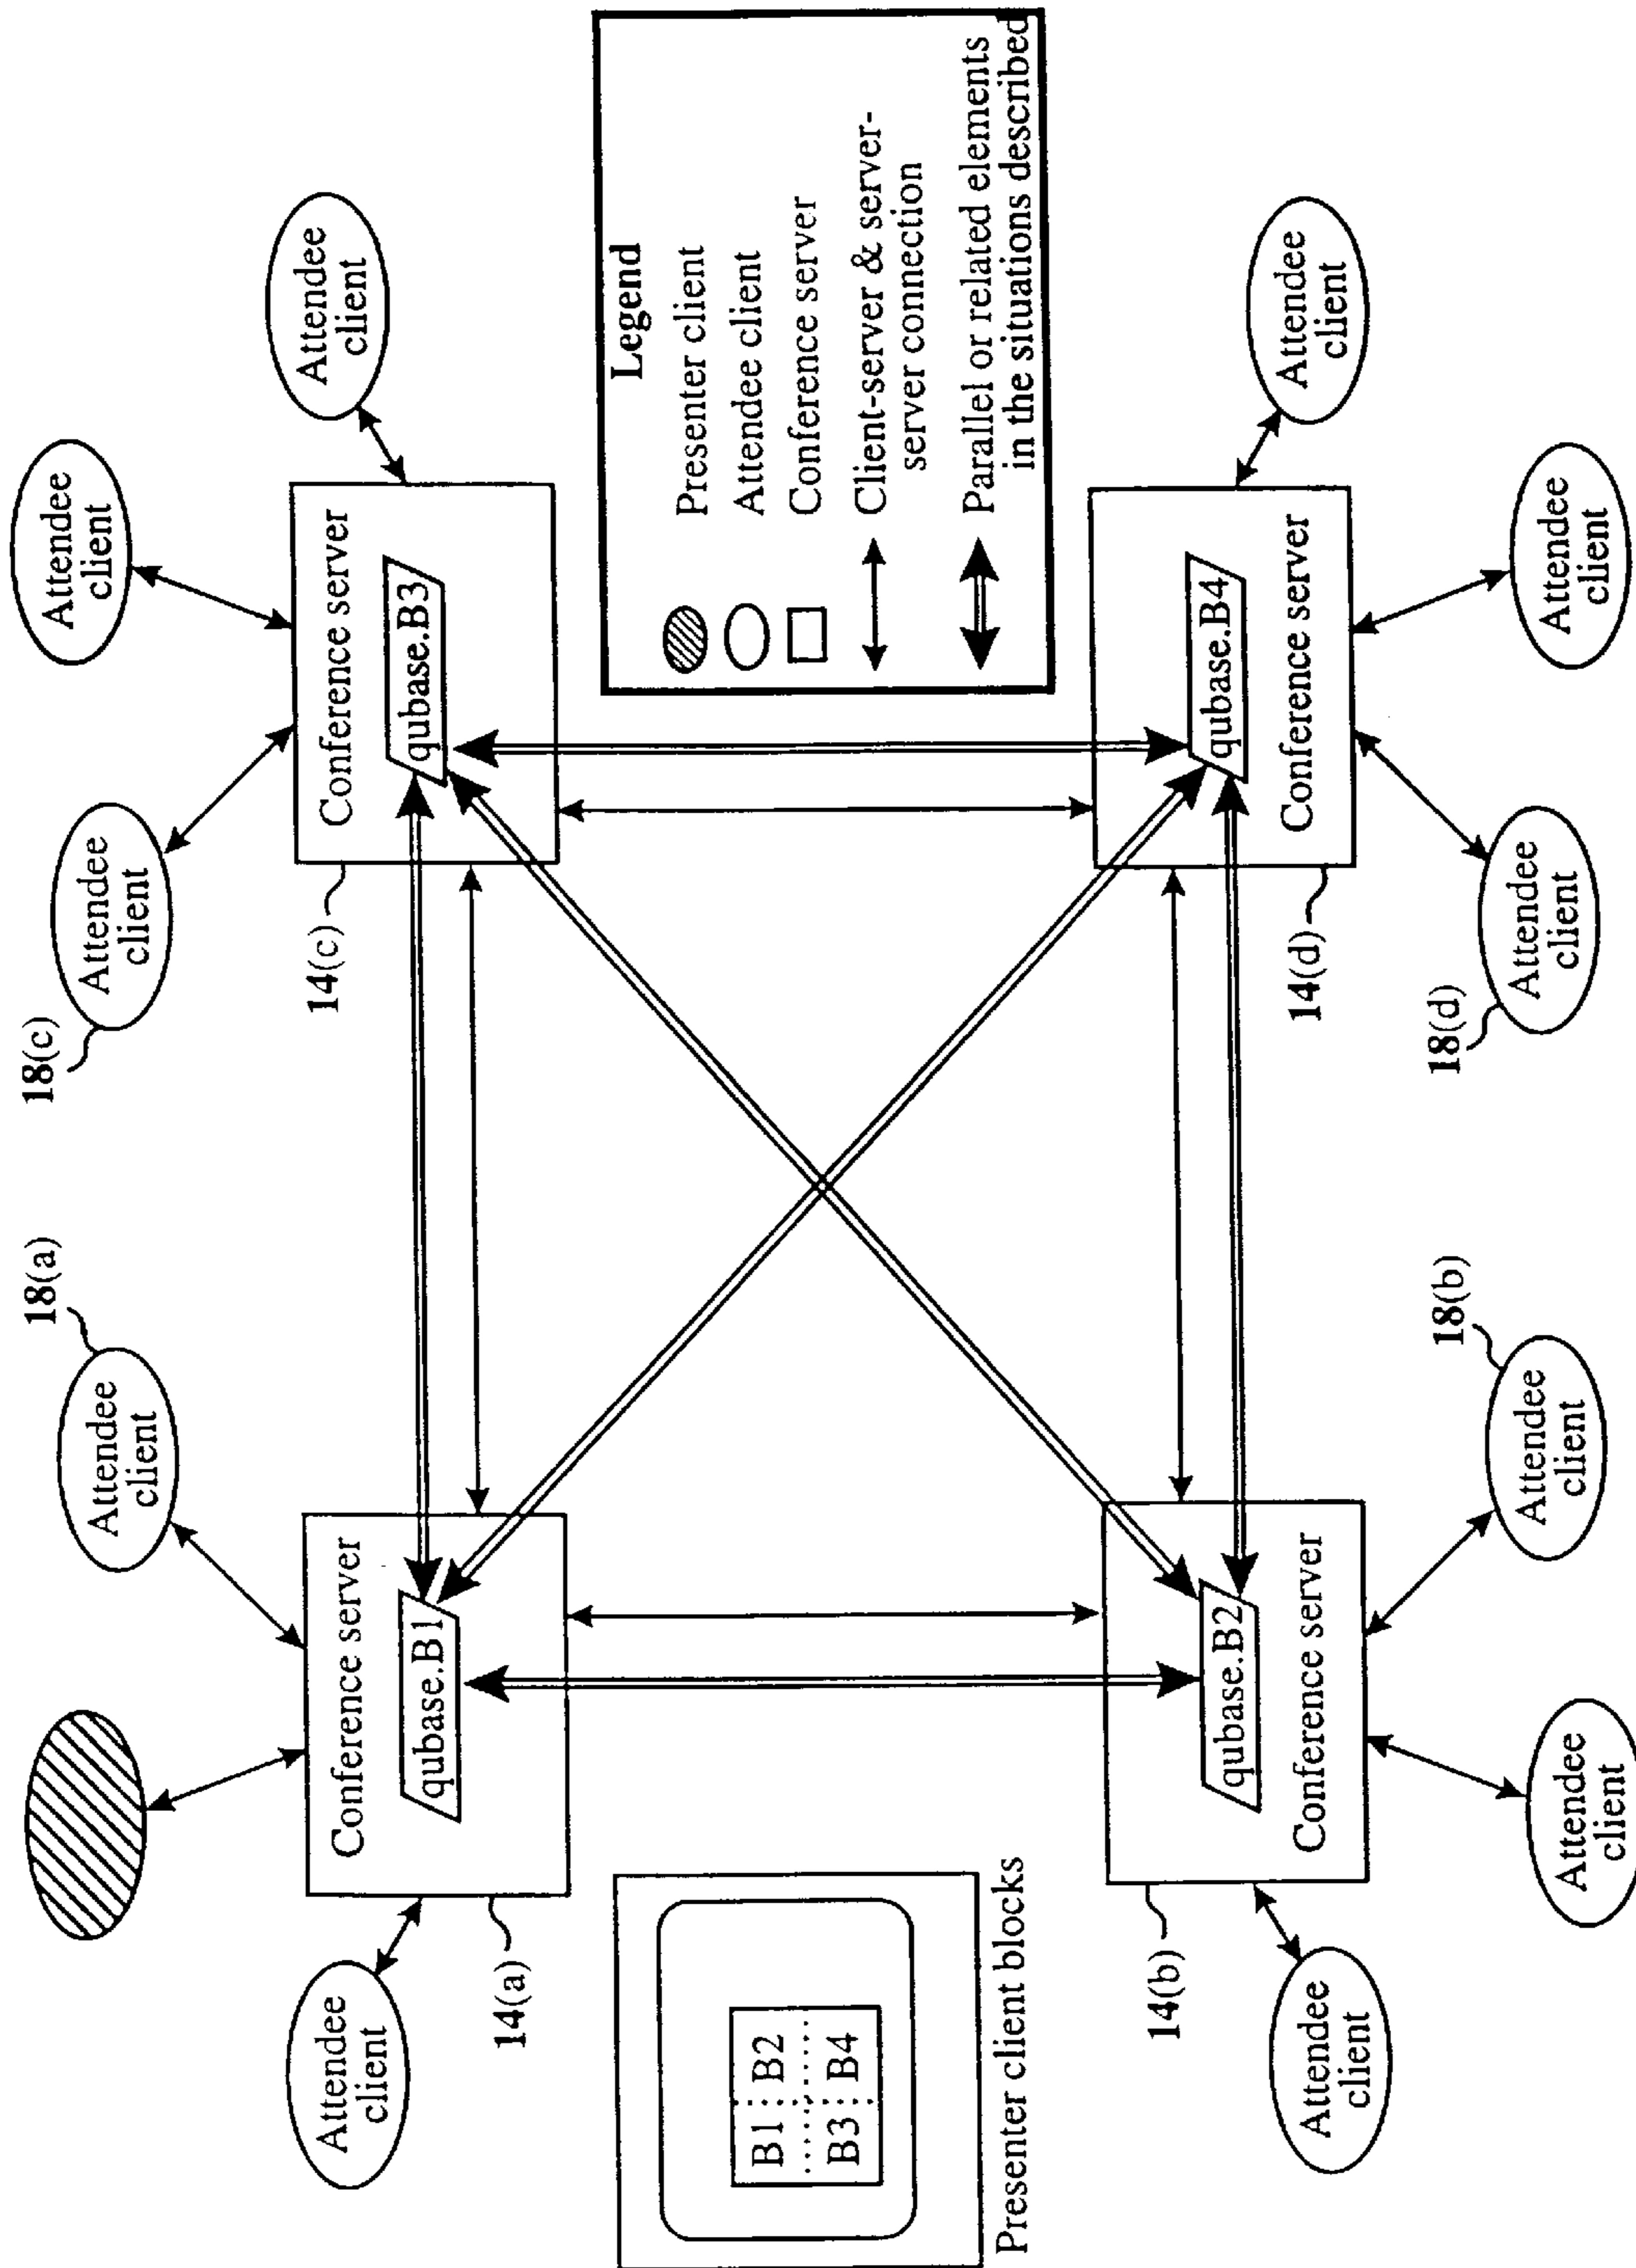 Attendee
client
18(a)
Attendee
client
18(c)
Attendee
client
Attendee
client
Attendee
client
Conference server
qubase.B1
14(a)
Conference server
qubase.B3
14(c)
Attendee
client
B1
B2
B3
B4
Presenter client blocks
Legend
Presenter client
Attendee client
Conference server
Client-server & server-
server connection
Parallel or related elements
in the situations described
qubase.B2
Conference server
14(b)
qubase.B4
Conference server
14(d)
Attendee
client
Attendee
client
Attendee
client
18(b)
Attendee
client
18(d)
Attendee
client
Attendee
client